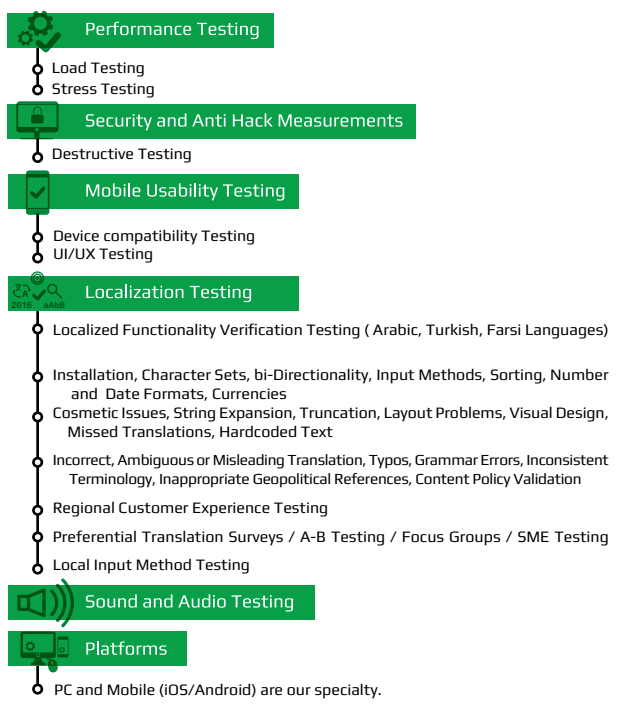 Performance Testing
Load Testing
Stress Testing
Security and Anti Hack Measurements
Destructive Testing
Mobile Usability Testing
Device compatibility Testing
UI/UX Testing
A
2016 aAbB
Localization Testing
Localized Functionality Verification Testing ( Arabic, Turkish, Farsi Languages)
Installation, Character Sets, bi-Directionality, Input Methods, Sorting, Number
and Date Formats, Currencies
Cosmetic Issues, String Expansion, Truncation, Layout Problems, Visual Design,
Missed Translations, Hardcoded Text
Incorrect, Ambiguous or Misleading Translation, Typos, Grammar Errors, Inconsistent
Terminology, Inappropriate Geopolitical References, Content Policy Validation
Regional Customer Experience Testing
Preferential Translation Surveys / A-B Testing / Focus Groups / SME Testing
Local Input Method Testing
Sound and Audio Testing
Platforms
PC and Mobile (iOS/Android) are our specialty.